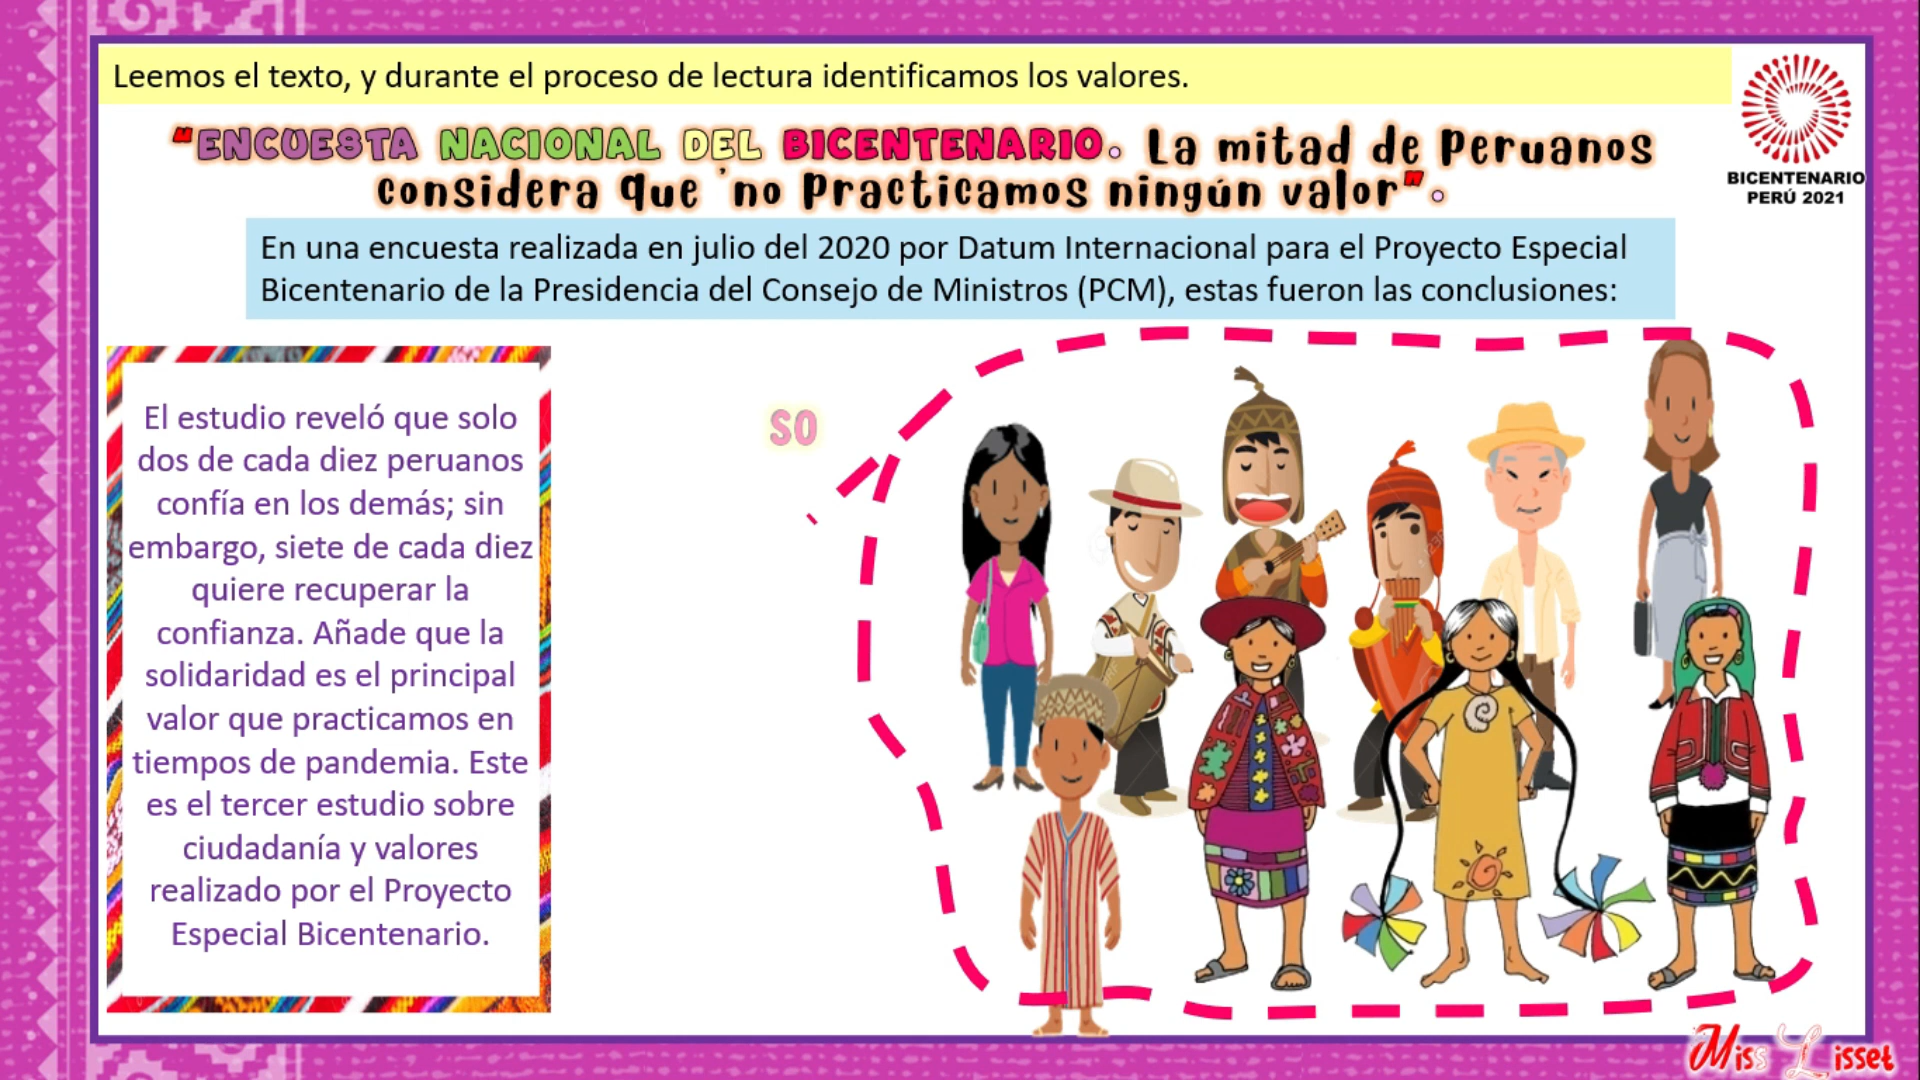 Leemos el texto, y durante el proceso de lectura identificamos los valores.
"ENCUESTA NACIONAL DEL BICENTENARIO. La mitad de Peruanos
considera que 'no Practicamos ningún valor".
BICENTENARIO
PERÚ 2021
En una encuesta realizada en julio del 2020 por Datum Internacional para el Proyecto Especial
Bicentenario de la Presidencia del Consejo de Ministros (PCM), estas fueron las conclusiones:
El estudio reveló que solo
dos de cada diez peruanos
confía en los demás; sin
embargo, siete de cada diez
quiere recuperar la
confianza. Añade que la
solidaridad es el principal
valor que practicamos en
tiempos de pandemia. Este
es el tercer estudio sobre
ciudadanía y valores
realizado por el Proyecto
Especial Bicentenario.
SO
Miss Lisset